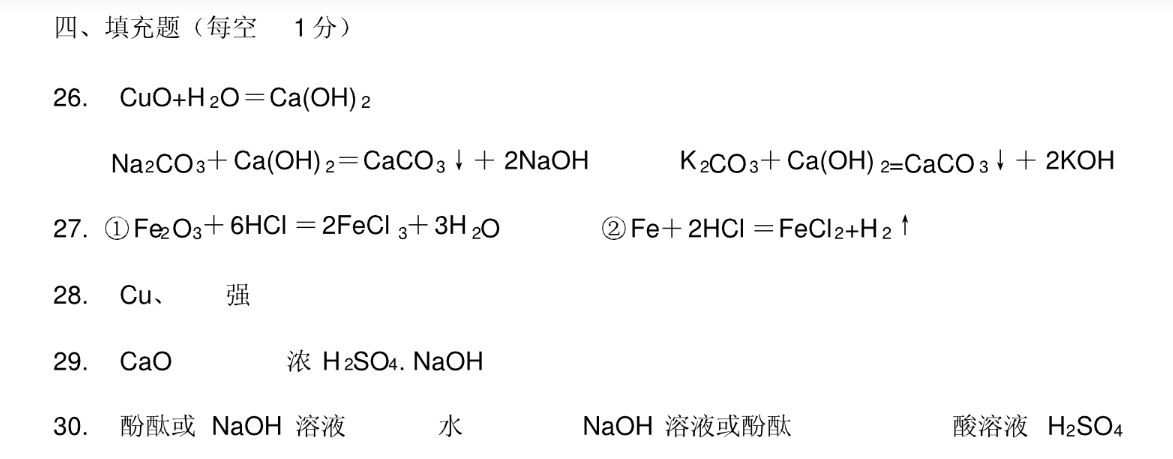 四、填充题（每空 1 分）
26. CuO+H2O＝Ca(OH)2
Na2CO3＋Ca(OH)2＝CaCO3↓＋2NaOH K2CO3＋Ca(OH)2=CaCO3↓＋2KOH
27. ①Fe2O3＋6HCl＝2FeCl3＋3H2O ②Fe＋2HCl＝FeCl2+H2↑
28. Cu、 强
29. CaO 浓 H2SO4. NaOH
30. 酚酞或 NaOH 溶液 水 NaOH 溶液或酚酞 酸溶液 H2SO4